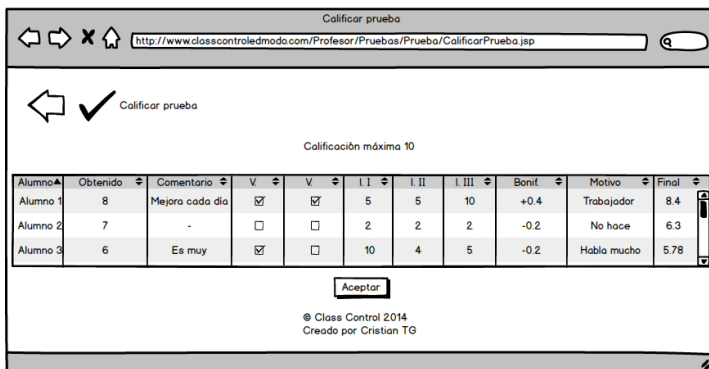 Calificar prueba
http://www.classcontroledmodo.com/Profesor/Pruebas/Prueba/CalificarPrueba.jsp
Calificar prueba
Calificación máxima 10
Alumno Obtenido Comentario V. V. I. I I. II I. III Bonif. Motivo Final
Alumno 1 8 Mejora cada día 5 5 10 +0.4 Trabajador 8.4
Alumno 2 7 - 2 2 2 -0.2 No hace 6.3
Alumno 3 6 Es muy 10 4 5 -0.2 Habla mucho 5.78
Aceptar
© Class Control 2014
Creado por Cristian TG